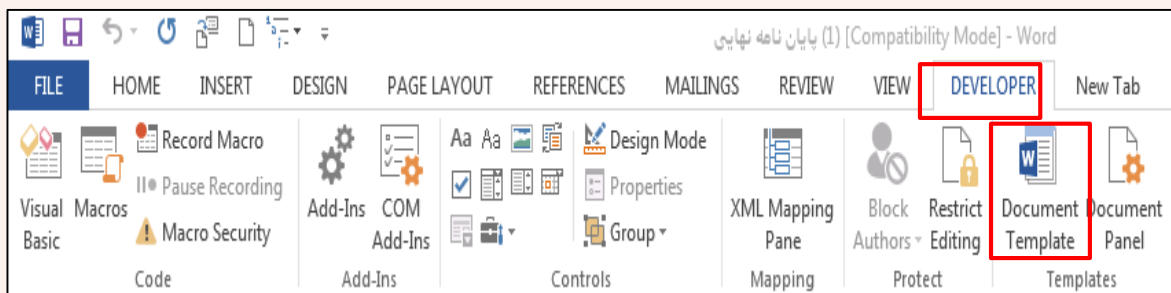 پایان نامه نهایی (1) [Compatibility Mode] - Word
FILE HOME INSERT DESIGN PAGE LAYOUT REFERENCES MAILINGS REVIEW VIEW DEVELOPER New Tab
Visual Basic
Macros
Record Macro
Pause Recording
Macro Security
Code
Add-Ins
COM Add-Ins
Add-Ins
Aa Aa
Design Mode
Properties
Group
Controls
XML Mapping Pane
Mapping
Block Authors
Restrict Editing
Protect
Document Template
Document Panel
Templates